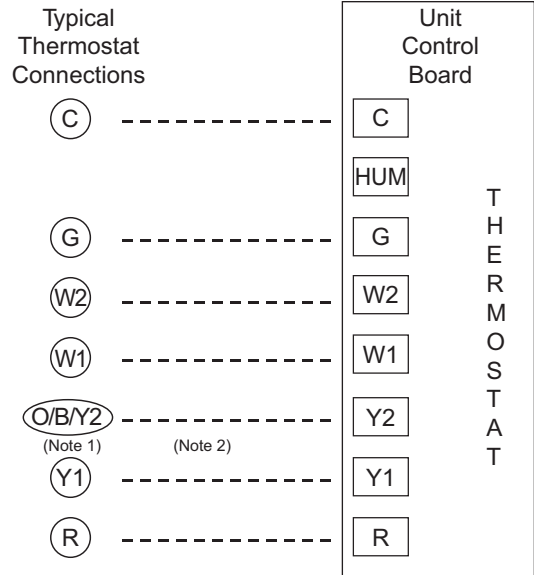 Typical
Thermostat
Connections
Unit
Control
Board
C
C
HUM
G
G
W2
W2
W1
W1
O/B/Y2
Y2
(Note 1)
(Note 2)
Y1
Y1
R
R
THERMOSTAT